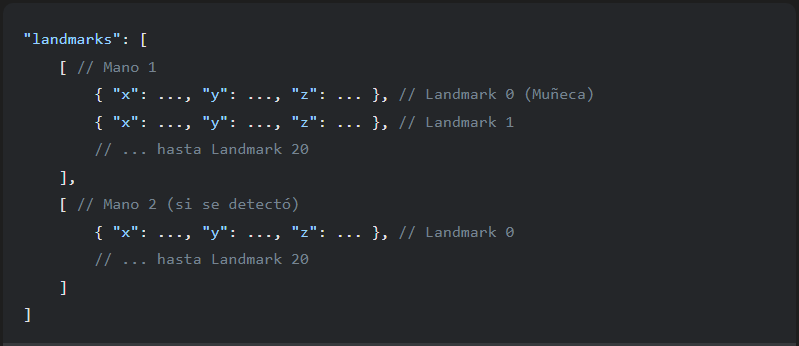 "landmarks": [
    [ // Mano 1
        { "x": ..., "y": ..., "z": ... }, // Landmark 0 (Muñeca)
        { "x": ..., "y": ..., "z": ... }, // Landmark 1
        // ... hasta Landmark 20
    ],
    [ // Mano 2 (si se detectó)
        { "x": ..., "y": ..., "z": ... }, // Landmark 0
        // ... hasta Landmark 20
    ]
]